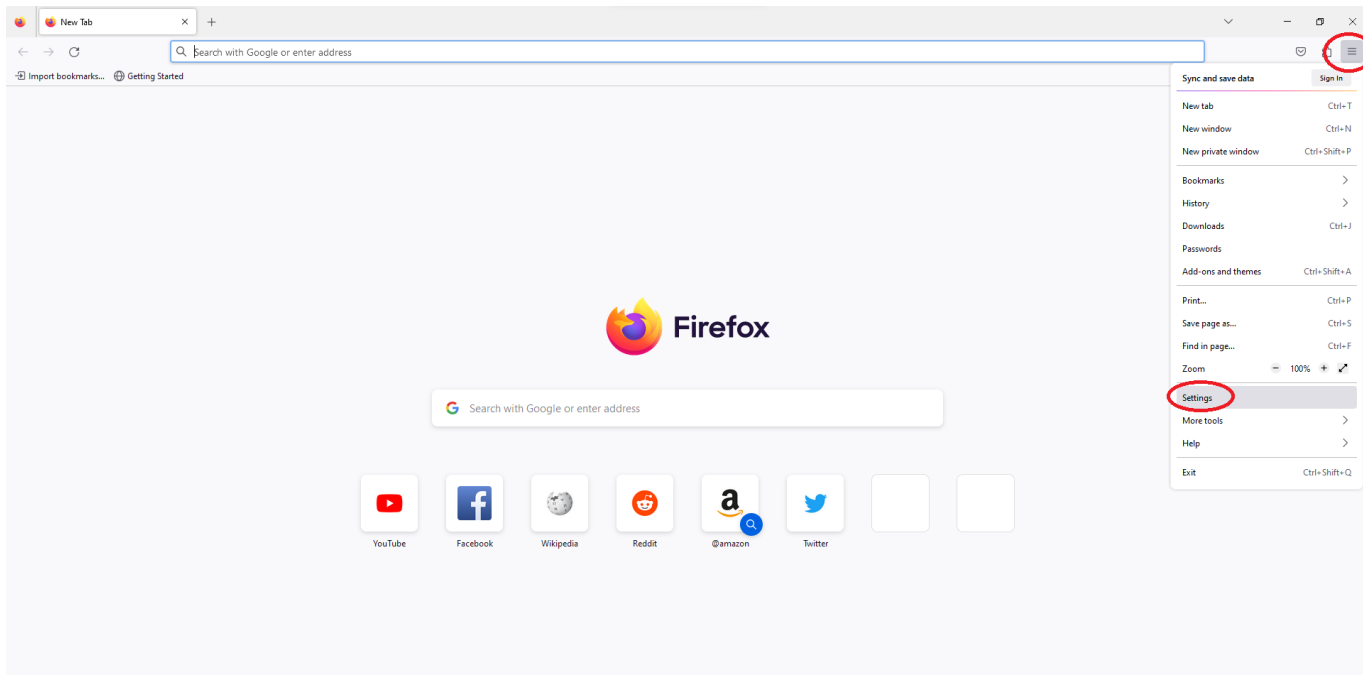 New Tab
Search with Google or enter address
Import bookmarks... Getting Started
Sync and save data Sign In
New tab Ctrl+T
New window Ctrl+N
New private window Ctrl+Shift+P
Bookmarks
History
Downloads Ctrl+J
Passwords
Add-ons and themes Ctrl+Shift+A
Print... Ctrl+P
Save page as... Ctrl+S
Find in page... Ctrl+F
Zoom − 100% +
Settings
More tools
Help
Exit Ctrl+Shift+Q
Firefox
Search with Google or enter address
YouTube Facebook Wikipedia Reddit @amazon Twitter